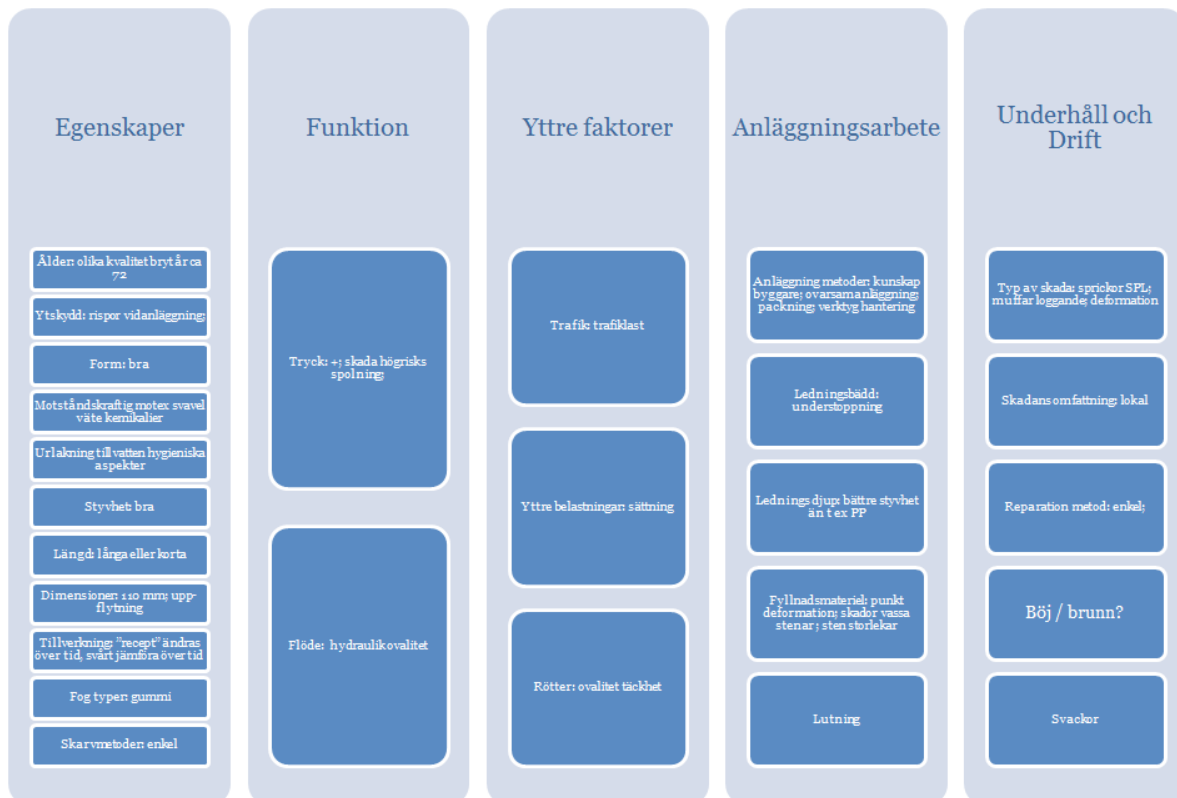 Egenskaper
Ålder: olika kvalitet bryt år ca
72
Ytskydd: rispor vid anläggning;
Form: bra
Motståndskraftig mot ex svavel
väte kemikalier
Urlakning till vatten hygieniska
aspekter
Styvhet: bra
Längd: långa eller korta
Dimensioner: 110 mm; upp-
flytning
Tillverkning: ”recept” ändras
över tid, svårt jämföra över tid
Fog typer: gummi
Skarvmetoder: enkel
Funktion
Tryck: +; skada högrisks
spolning;
Flöde: hydraulik ovalitet
Yttre faktorer
Trafik: trafiklast
Yttre belastningar: sättning
Rötter: ovalitet täckhet
Anläggningsarbete
Anläggning metoder: kunskap
byggare; ovarsam anläggning;
packning; verktyg hantering
Ledningsbädd:
understoppning
Lednings djup: bättre styvhet
än t ex PP
Fyllnadsmateriel: punkt
deformation; skador vassa
stenar; sten storlekar
Lutning
Underhåll och
Drift
Typ av skada: sprickor SPL;
muffar loggande; deformation
Skadans omfattning: lokal
Reparation metod: enkel;
Böj / brunn?
Svackor